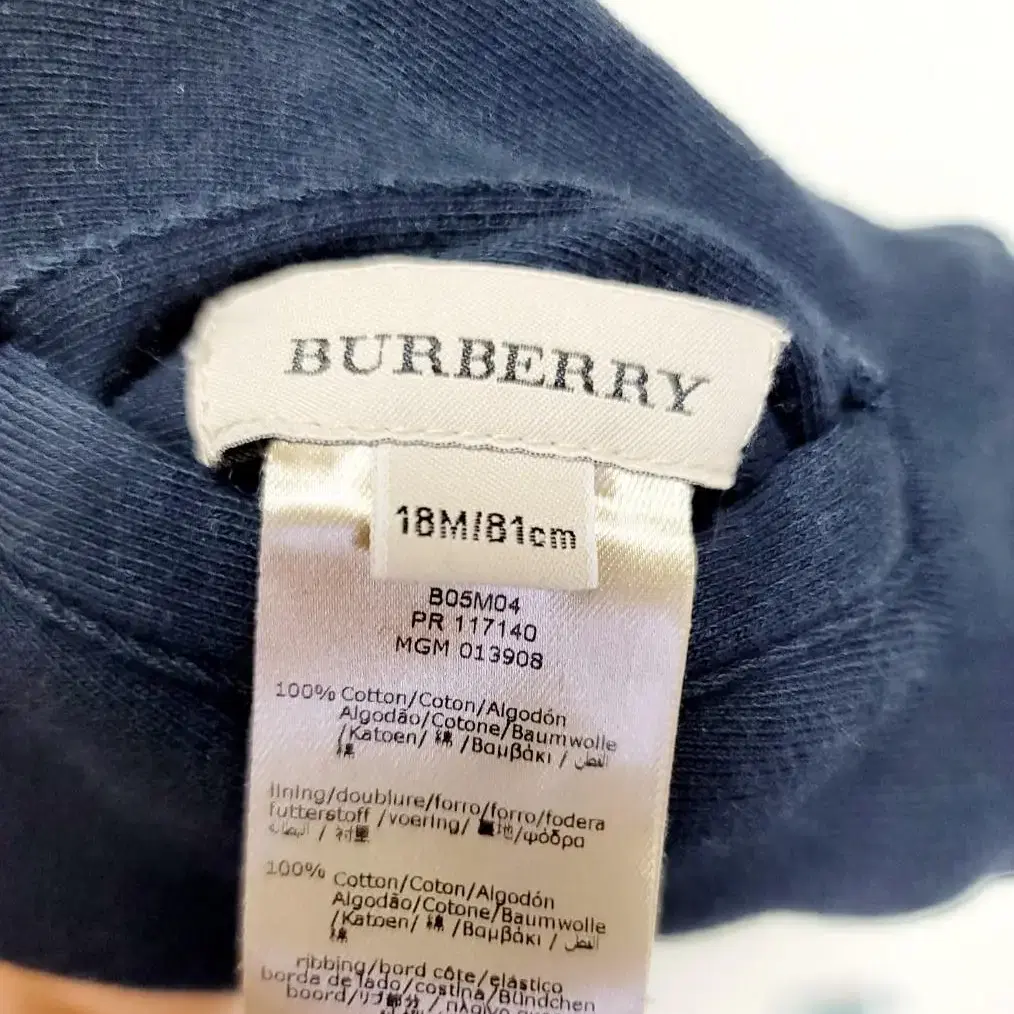 BURBERRY
18M/81cm
B05M04
PR 117140
MGM 013908
100% Cotton/Coton/Algodón
Algodão/Cotone/Baumwolle
/Katoen/ 綿 /Βαμβάκι / القطن
棉
lining/doublure/forro/forro/fodera
futterstoff /voering/ 裏地/φόδρα
البطانة / 衬里
100% Cotton/Coton/Algodón
Algodão/Cotone/Baumwolle
/Katoen/ 綿 /Βαμβάκι / القطن
棉
ribbing/bord côte/elástico
borda de lado/costina/Bündchen
boord/リブ部分 / πλαϊνο